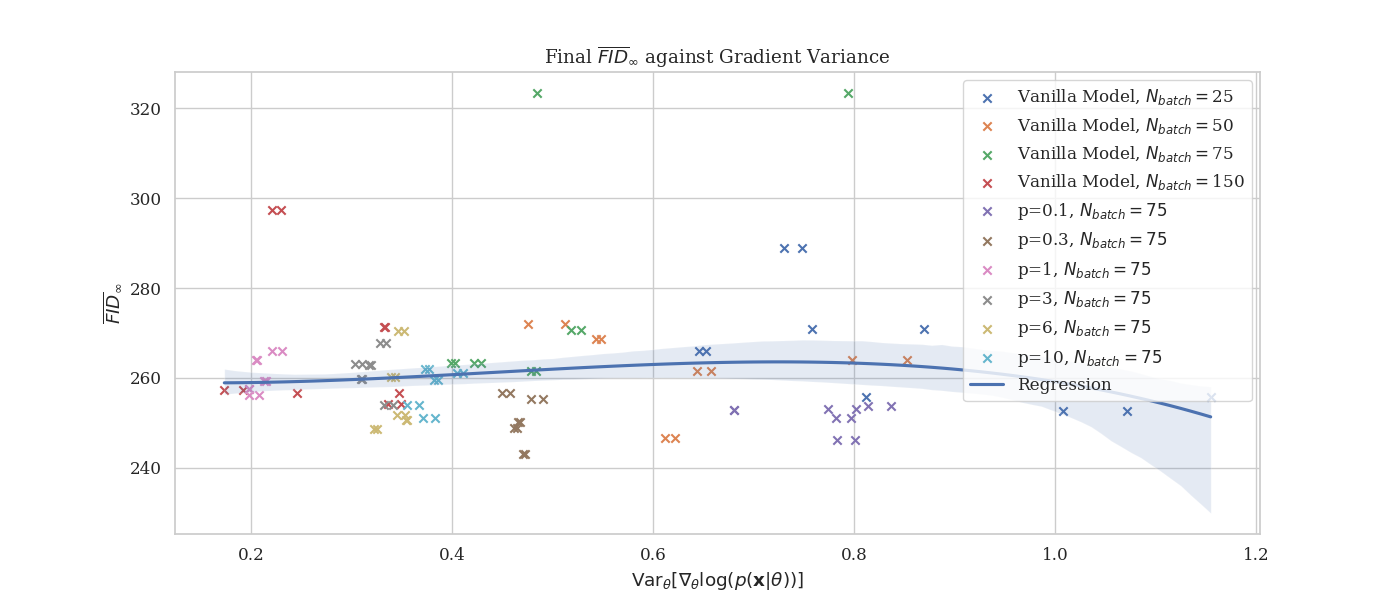 Final $\overline{FID}_\infty$ against Gradient Variance
$\overline{FID}_\infty$
320
300
280
260
240
0.2 0.4 0.6 0.8 1.0 1.2
$\mathrm{Var}_\theta[\nabla_\theta \log(p(\mathbf{x}|\theta))]$
Vanilla Model, $N_{batch} = 25$
Vanilla Model, $N_{batch} = 50$
Vanilla Model, $N_{batch} = 75$
Vanilla Model, $N_{batch} = 150$
p=0.1, $N_{batch} = 75$
p=0.3, $N_{batch} = 75$
p=1, $N_{batch} = 75$
p=3, $N_{batch} = 75$
p=6, $N_{batch} = 75$
p=10, $N_{batch} = 75$
Regression